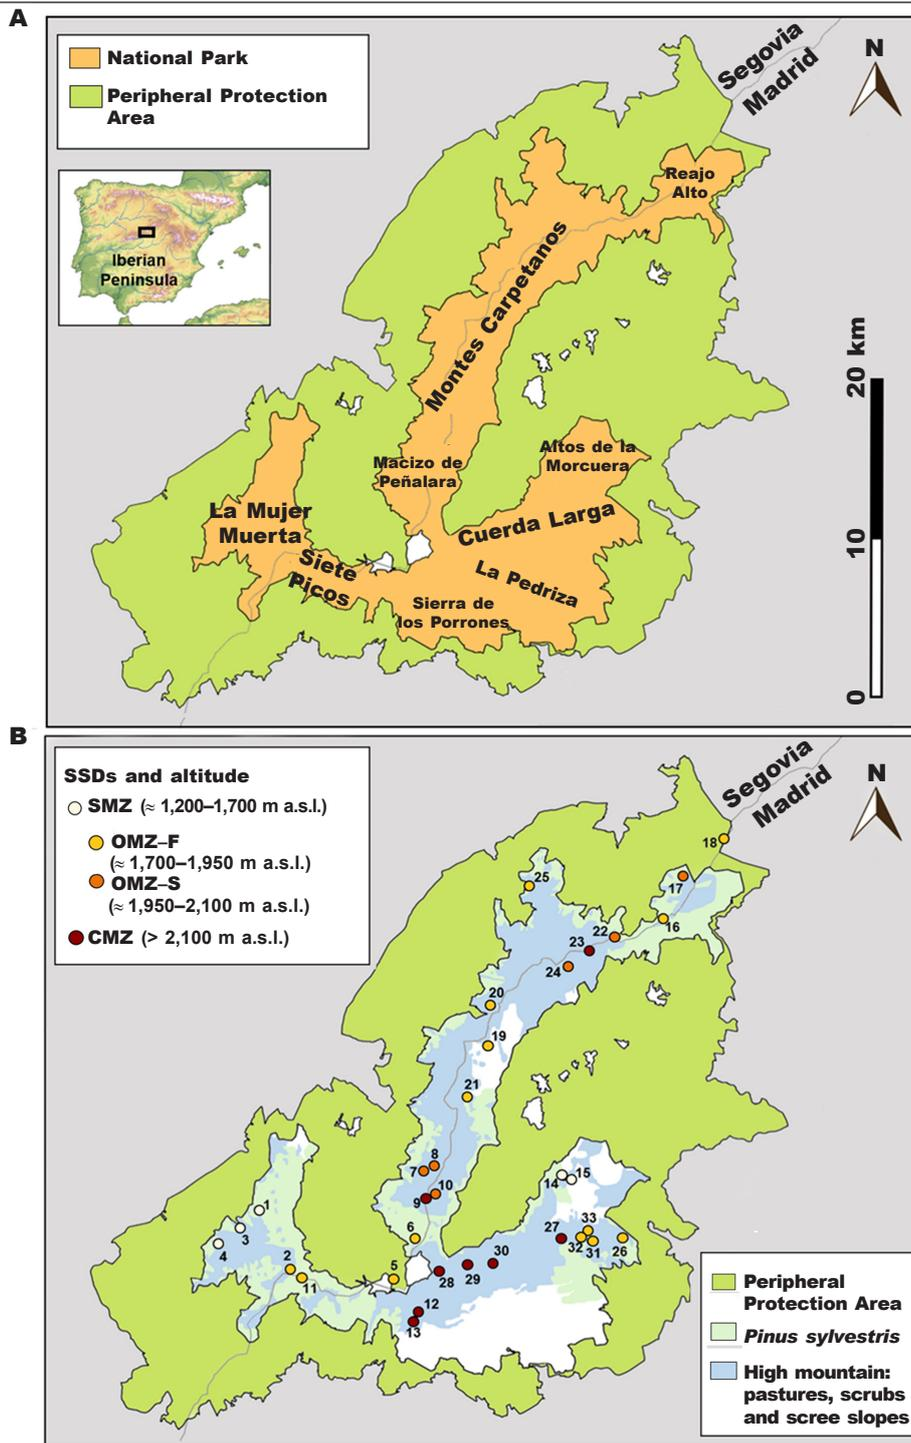 A
National Park
Peripheral Protection
Area
Segovia
Madrid
N
Reajo
Alto
Iberian
Peninsula
Montes Carpetanos
20 km
10
0
Macizo de
Peñalara
Altos de la
Morcuera
La Mujer
Muerta
Cuerda Larga
Siete
Picos
La Pedriza
Sierra de
los Porrones
B
SSDs and altitude
SMZ (≈ 1,200–1,700 m a.s.l.)
OMZ–F
(≈ 1,700–1,950 m a.s.l.)
OMZ–S
(≈ 1,950–2,100 m a.s.l.)
CMZ (> 2,100 m a.s.l.)
Segovia
Madrid
N
18
25
17
16
22
23
24
20
19
21
8
7
10
9
15
14
1
3
4
6
33
27
32
31
26
2
11
5
30
29
28
12
13
Peripheral
Protection Area
Pinus sylvestris
High mountain:
pastures, scrubs
and scree slopes